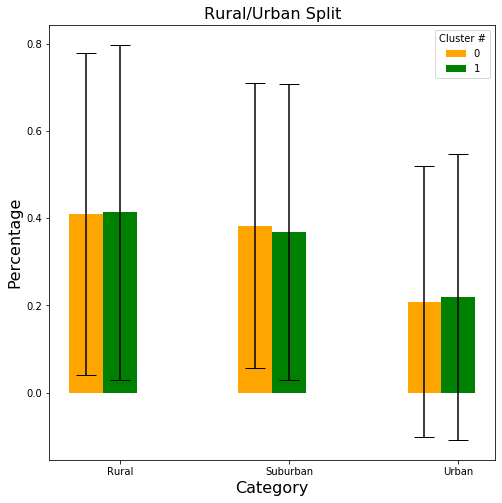 Rural/Urban Split
Cluster #
0
1
Percentage
0.8
0.6
0.4
0.2
0.0
Rural
Suburban
Urban
Category